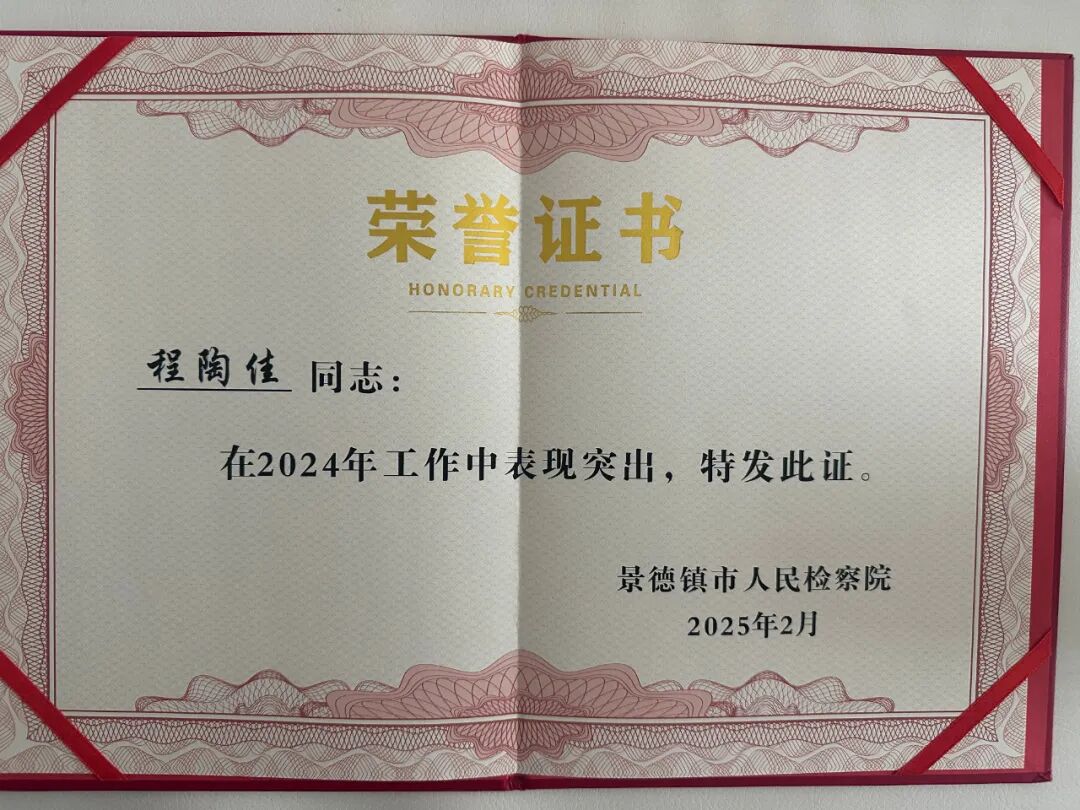 荣誉证书
HONORARY CREDENTIAL
程陶佳 同志：
在2024年工作中表现突出，特发此证。
景德镇市人民检察院
2025年2月